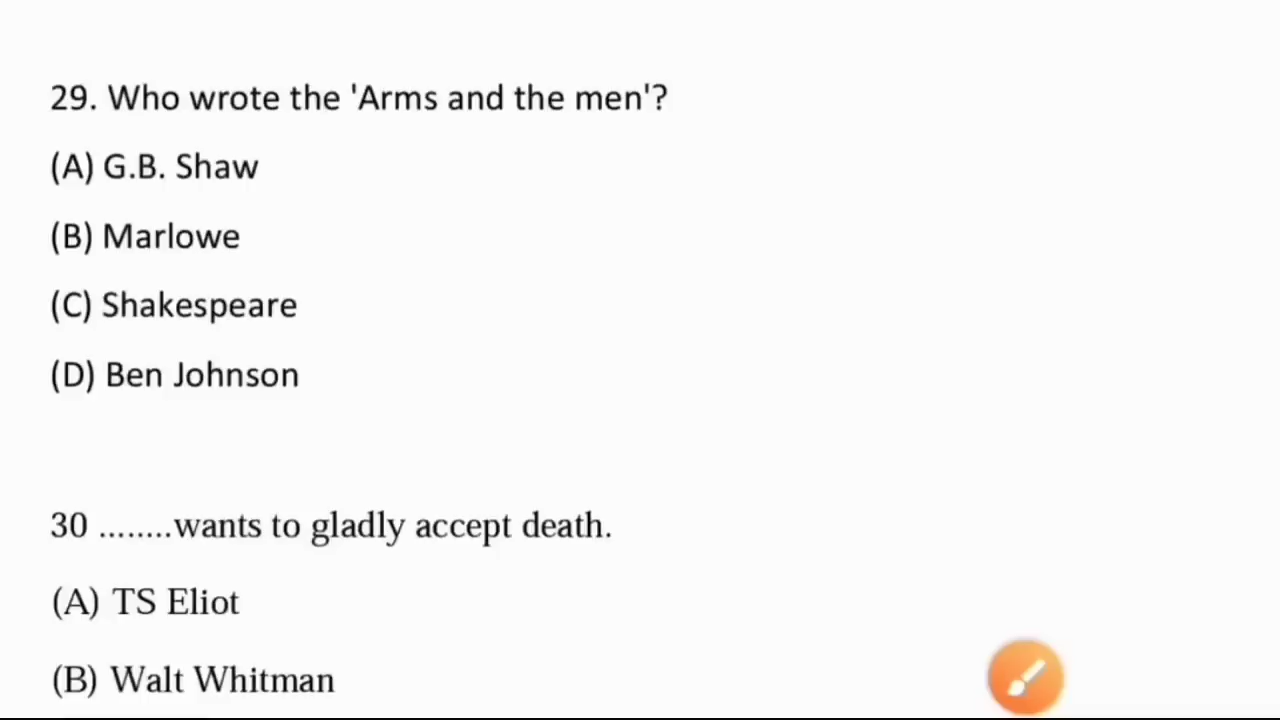 29. Who wrote the 'Arms and the men'?
(A) G.B. Shaw
(B) Marlowe
(C) Shakespeare
(D) Ben Johnson
30 ........wants to gladly accept death.
(A) TS Eliot
(B) Walt Whitman